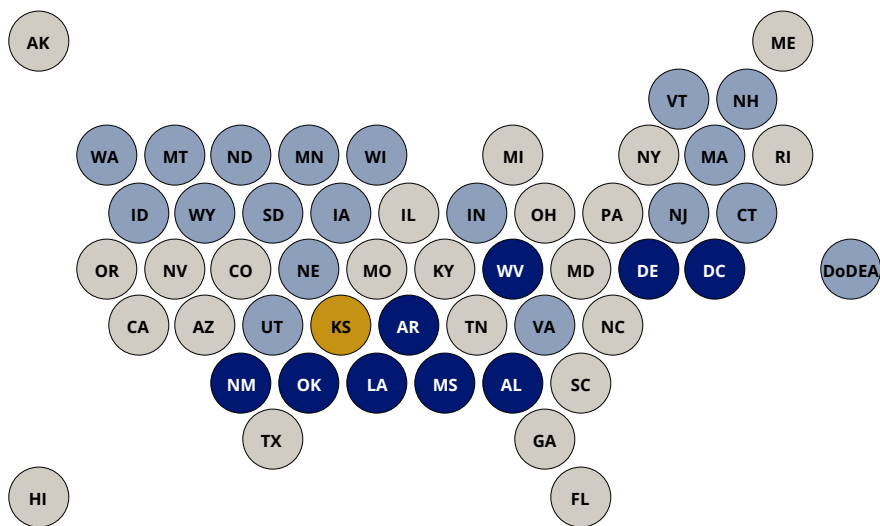 AK ME
VT NH
WA MT ND MN WI MI NY MA RI
ID WY SD IA IL IN OH PA NJ CT
OR NV CO NE MO KY WV MD DE DC DoDEA
CA AZ UT KS AR TN VA NC
NM OK LA MS AL SC
TX GA
HI FL